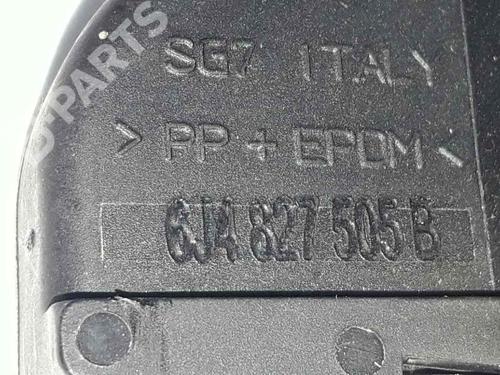 SG7 ITALY
> PP + EPDM <
6J4 827 505 B
D-PARTS